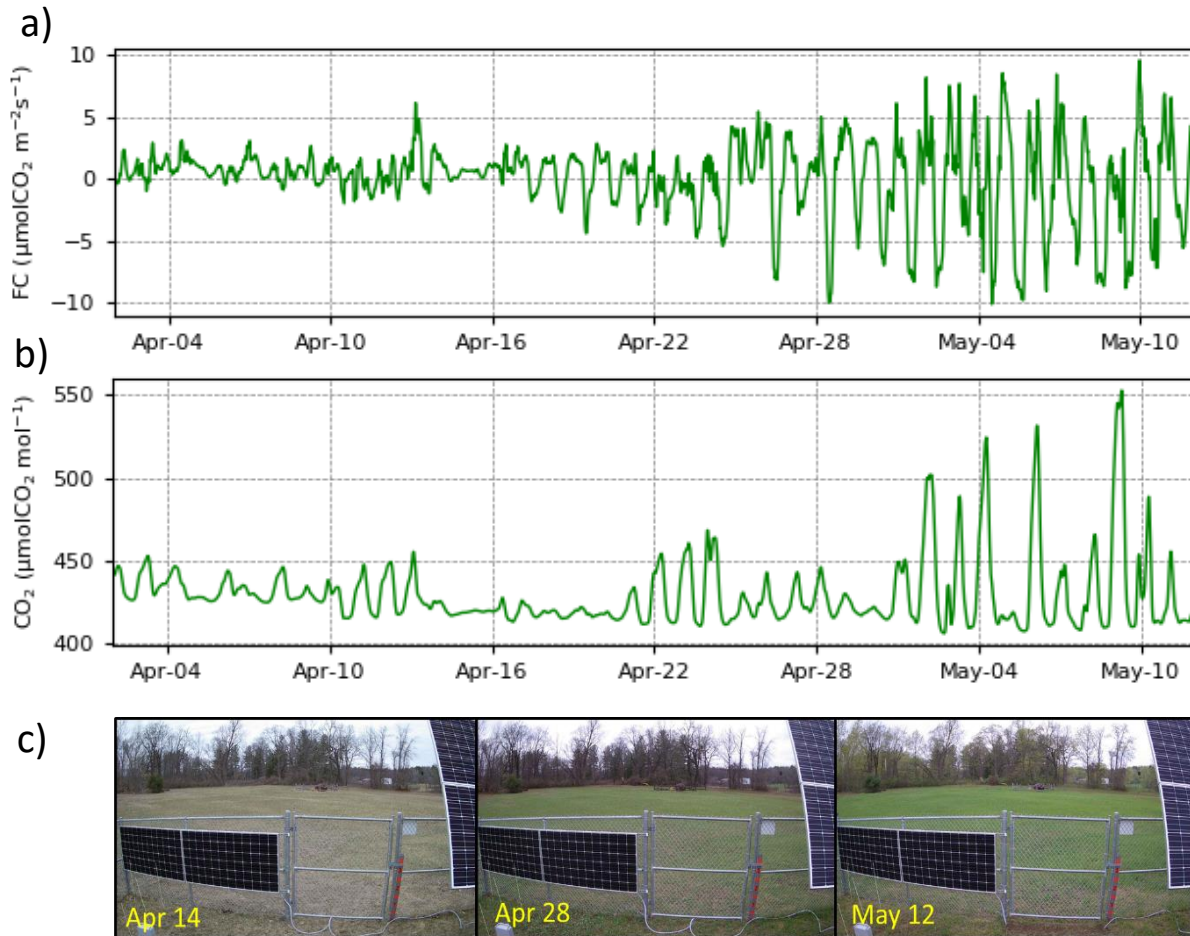 a)
FC (μmolCO₂ m⁻²s⁻¹)
10
5
0
−5
−10
Apr-04 Apr-10 Apr-16 Apr-22 Apr-28 May-04 May-10
b)
CO₂ (μmolCO₂ mol⁻¹)
550
500
450
400
Apr-04 Apr-10 Apr-16 Apr-22 Apr-28 May-04 May-10
c)
Apr 14 Apr 28 May 12